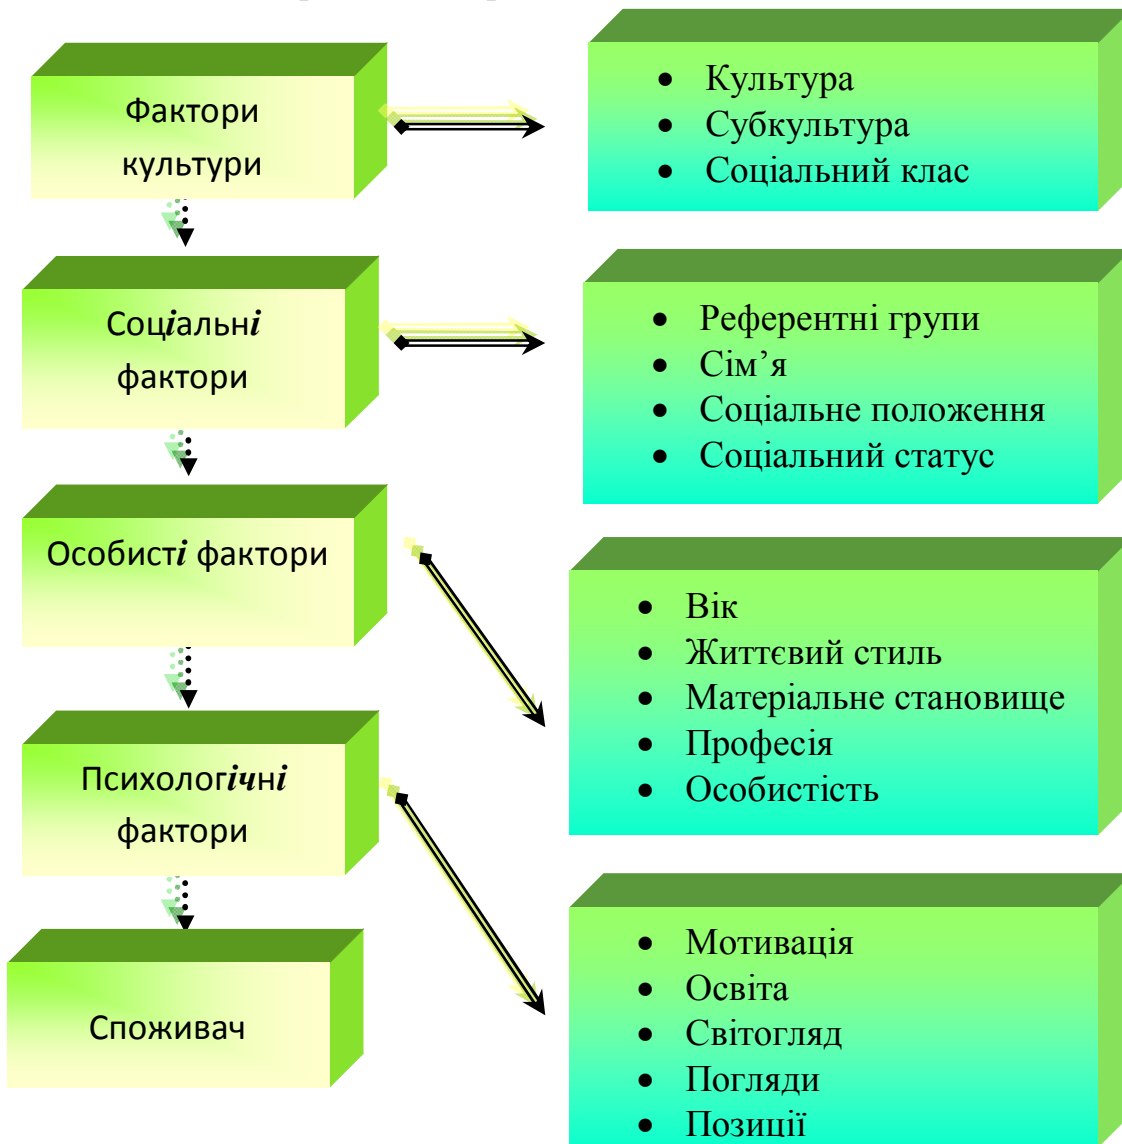 Фактори
культури
• Культура
• Субкультура
• Соціальний клас
Соціальні
фактори
• Референтні групи
• Сім’я
• Соціальне положення
• Соціальний статус
Особисті фактори
• Вік
• Життєвий стиль
• Матеріальне становище
• Професія
• Особистість
Психологічні
фактори
• Мотивація
• Освіта
• Світогляд
• Погляди
• Позиції
Споживач